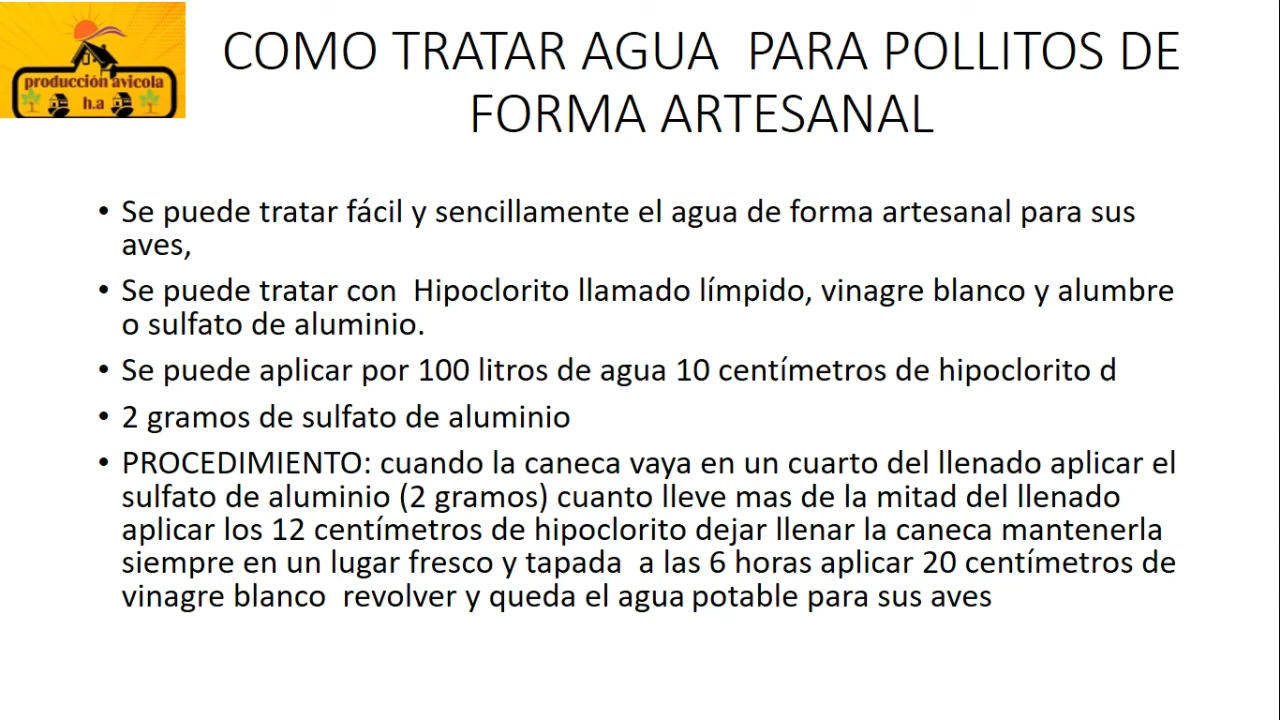 producción avicola
h.a
COMO TRATAR AGUA PARA POLLITOS DE
FORMA ARTESANAL
• Se puede tratar fácil y sencillamente el agua de forma artesanal para sus
aves,
• Se puede tratar con Hipoclorito llamado límpido, vinagre blanco y alumbre
o sulfato de aluminio.
• Se puede aplicar por 100 litros de agua 10 centímetros de hipoclorito d
• 2 gramos de sulfato de aluminio
• PROCEDIMIENTO: cuando la caneca vaya en un cuarto del llenado aplicar el
sulfato de aluminio (2 gramos) cuanto lleve mas de la mitad del llenado
aplicar los 12 centímetros de hipoclorito dejar llenar la caneca mantenerla
siempre en un lugar fresco y tapada a las 6 horas aplicar 20 centímetros de
vinagre blanco revolver y queda el agua potable para sus aves